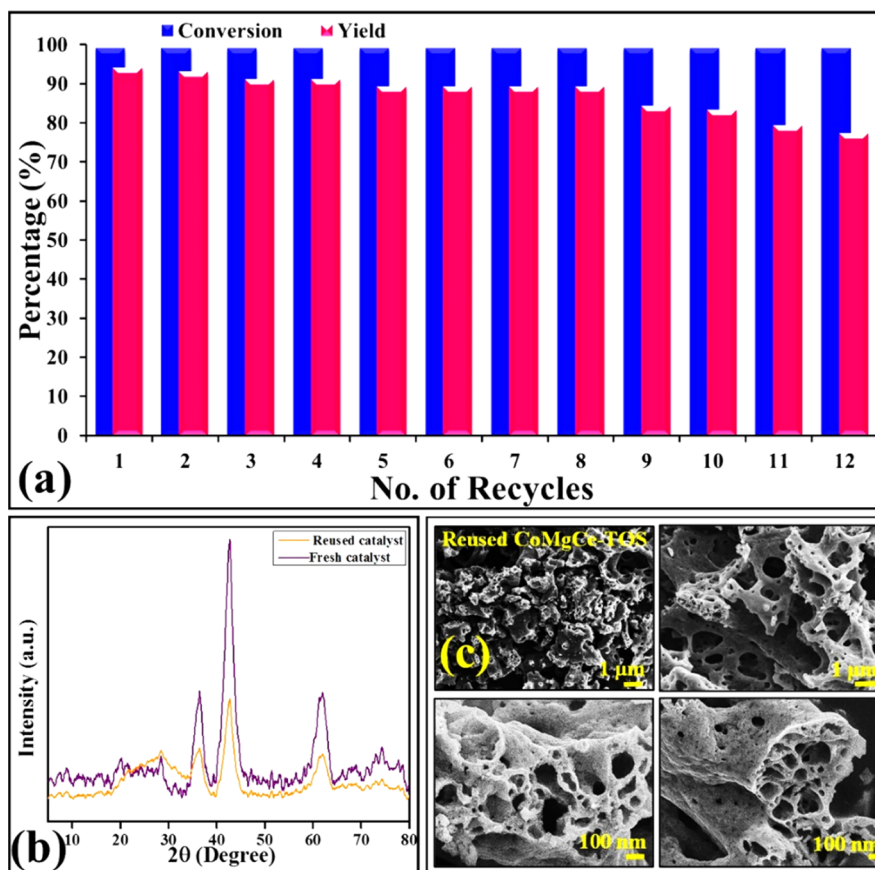 Conversion Yield
100
90
80
70
60
50
40
30
20
10
0
Percentage (%)
1 2 3 4 5 6 7 8 9 10 11 12
No. of Recycles
(a)
Reused catalyst
Fresh catalyst
Intensity (a.u.)
10 20 30 40 50 60 70 80
2θ (Degree)
(b)
Reused CoMgCe-TOS
(c)
1 μm
1 μm
100 nm
100 nm